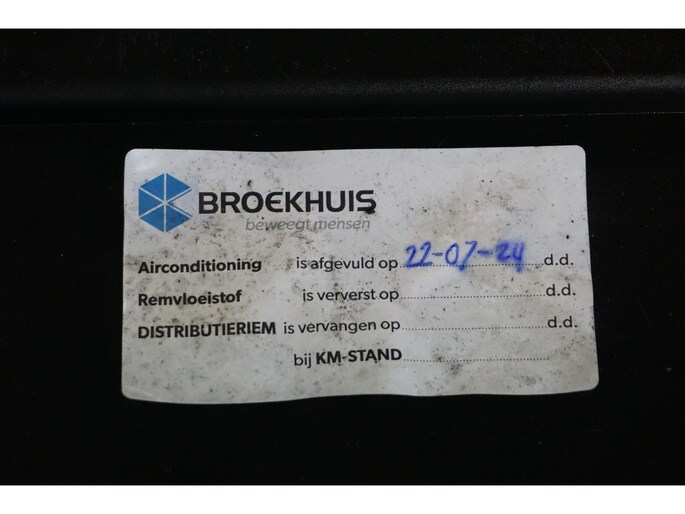 BROEKHUIS
beweegt mensen
Airconditioning is afgevuld op 22-07-24 d.d.
Remvloeistof is ververst op........................d.d.
DISTRIBUTIERIEM is vervangen op........................d.d.
bij KM-STAND........................